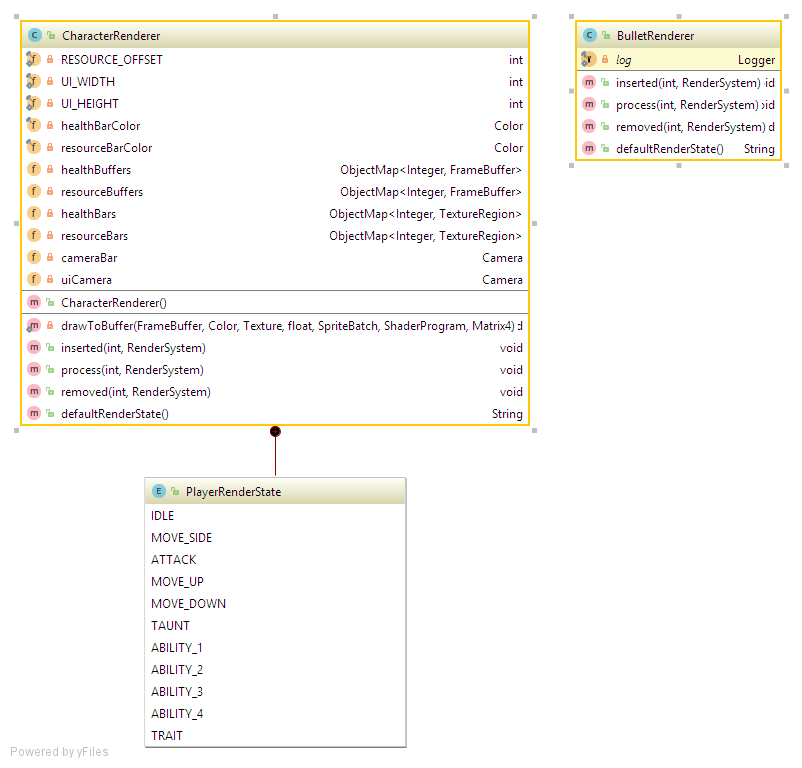 C CharacterRenderer
f RESOURCE_OFFSET int
f UI_WIDTH int
f UI_HEIGHT int
f healthBarColor Color
f resourceBarColor Color
f healthBuffers ObjectMap<Integer, FrameBuffer>
f resourceBuffers ObjectMap<Integer, FrameBuffer>
f healthBars ObjectMap<Integer, TextureRegion>
f resourceBars ObjectMap<Integer, TextureRegion>
f cameraBar Camera
f uiCamera Camera
m CharacterRenderer()
m drawToBuffer(FrameBuffer, Color, Texture, float, SpriteBatch, ShaderProgram, Matrix4) d
m inserted(int, RenderSystem) void
m process(int, RenderSystem) void
m removed(int, RenderSystem) void
m defaultRenderState() String
C BulletRenderer
f log Logger
m inserted(int, RenderSystem) id
m process(int, RenderSystem) id
m removed(int, RenderSystem) d
m defaultRenderState() String
E PlayerRenderState
IDLE
MOVE_SIDE
ATTACK
MOVE_UP
MOVE_DOWN
TAUNT
ABILITY_1
ABILITY_2
ABILITY_3
ABILITY_4
TRAIT
Powered by yFiles